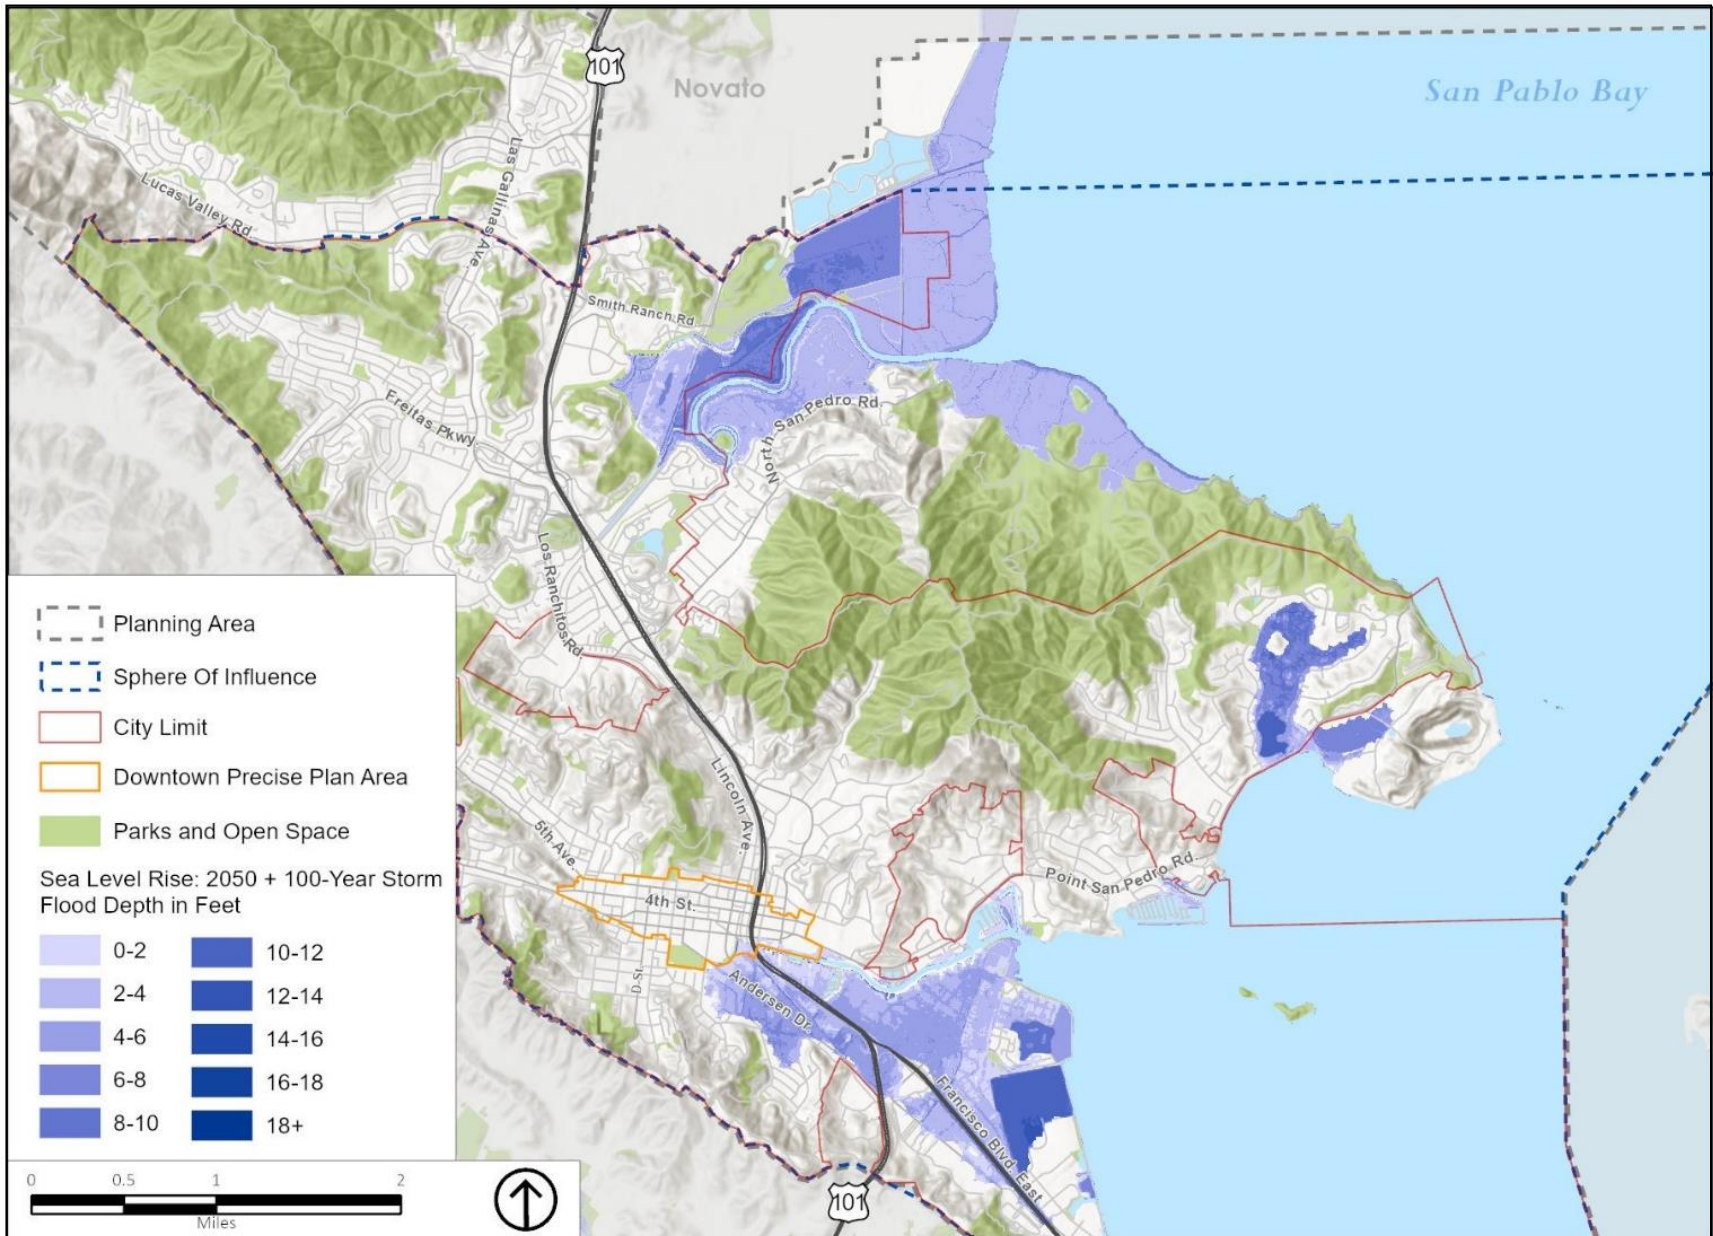 101
Novato
San Pablo Bay
Las Gallinas Ave.
Lucas Valley Rd.
Smith Ranch Rd
Freitas Pkwy.
North San Pedro Rd.
Los Ranchitos Rd.
Lincoln Ave.
5th Ave.
4th St.
D St.
Point San Pedro Rd.
Andersen Dr.
Francisco Blvd. East
101
Planning Area
Sphere Of Influence
City Limit
Downtown Precise Plan Area
Parks and Open Space
Sea Level Rise: 2050 + 100-Year Storm
Flood Depth in Feet
0-2
2-4
4-6
6-8
8-10
10-12
12-14
14-16
16-18
18+
0 0.5 1 2
Miles